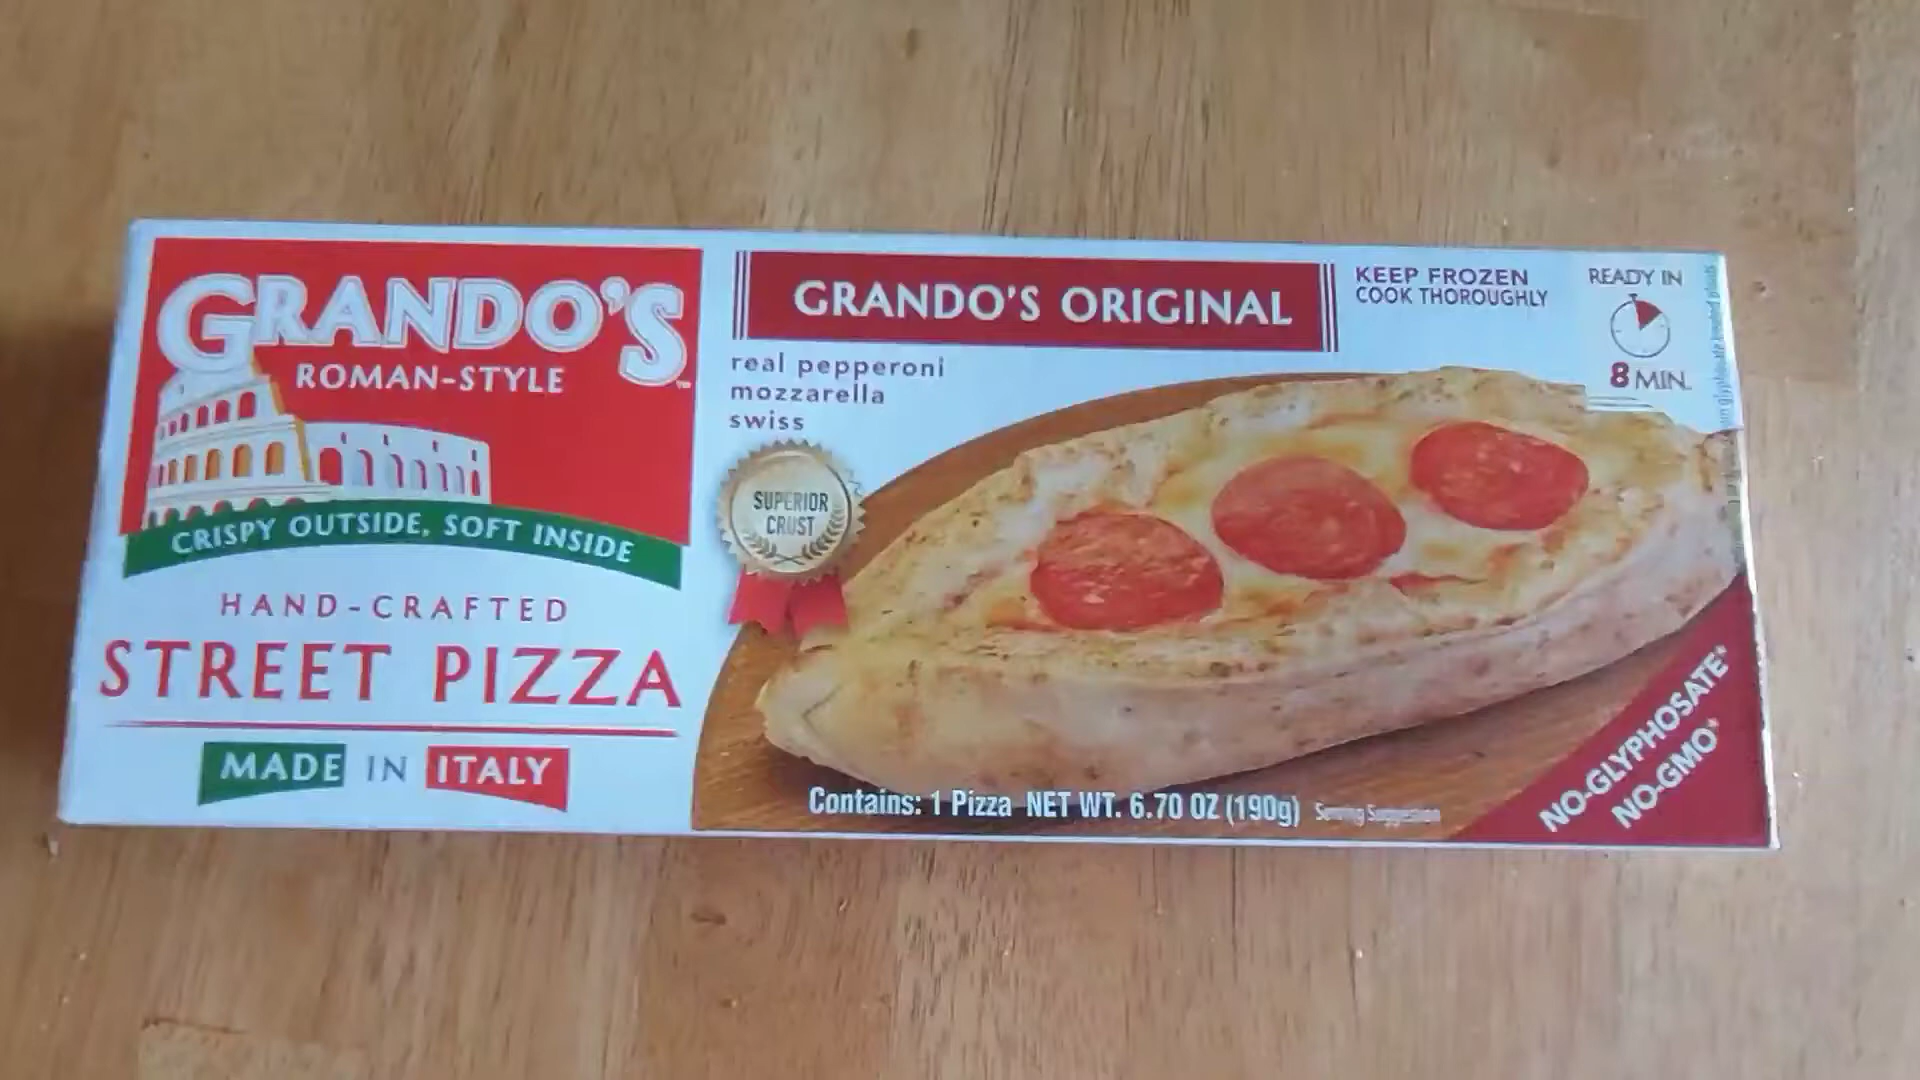 GRANDO'S
ROMAN-STYLE
CRISPY OUTSIDE, SOFT INSIDE
HAND-CRAFTED
STREET PIZZA
MADE IN ITALY
GRANDO'S ORIGINAL
real pepperoni
mozzarella
swiss
SUPERIOR
CRUST
KEEP FROZEN
COOK THOROUGHLY
READY IN
8 MIN.
Contains: 1 Pizza NET WT. 6.70 OZ (190g) Serving Suggestion
NO-GLYPHOSATE*
NO-GMO*